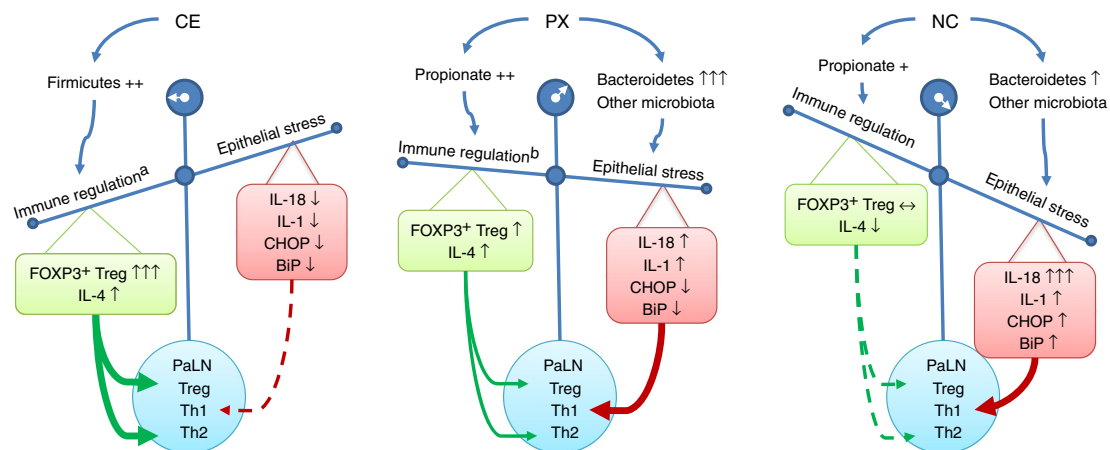 CE
Firmicutes ++
Epithelial stress
Immune regulationᵃ
IL-18 ↓
IL-1 ↓
CHOP ↓
BiP ↓
FOXP3⁺ Treg ↑↑↑
IL-4 ↑
PaLN
Treg
Th1
Th2
PX
Propionate ++
Bacteroidetes ↑↑↑
Other microbiota
Immune regulationᵇ
Epithelial stress
FOXP3⁺ Treg ↑
IL-4 ↑
IL-18 ↑
IL-1 ↑
CHOP ↓
BiP ↓
PaLN
Treg
Th1
Th2
NC
Propionate +
Bacteroidetes ↑
Other microbiota
Immune regulation
Epithelial stress
FOXP3⁺ Treg ↔
IL-4 ↓
IL-18 ↑↑↑
IL-1 ↑
CHOP ↑
BiP ↑
PaLN
Treg
Th1
Th2